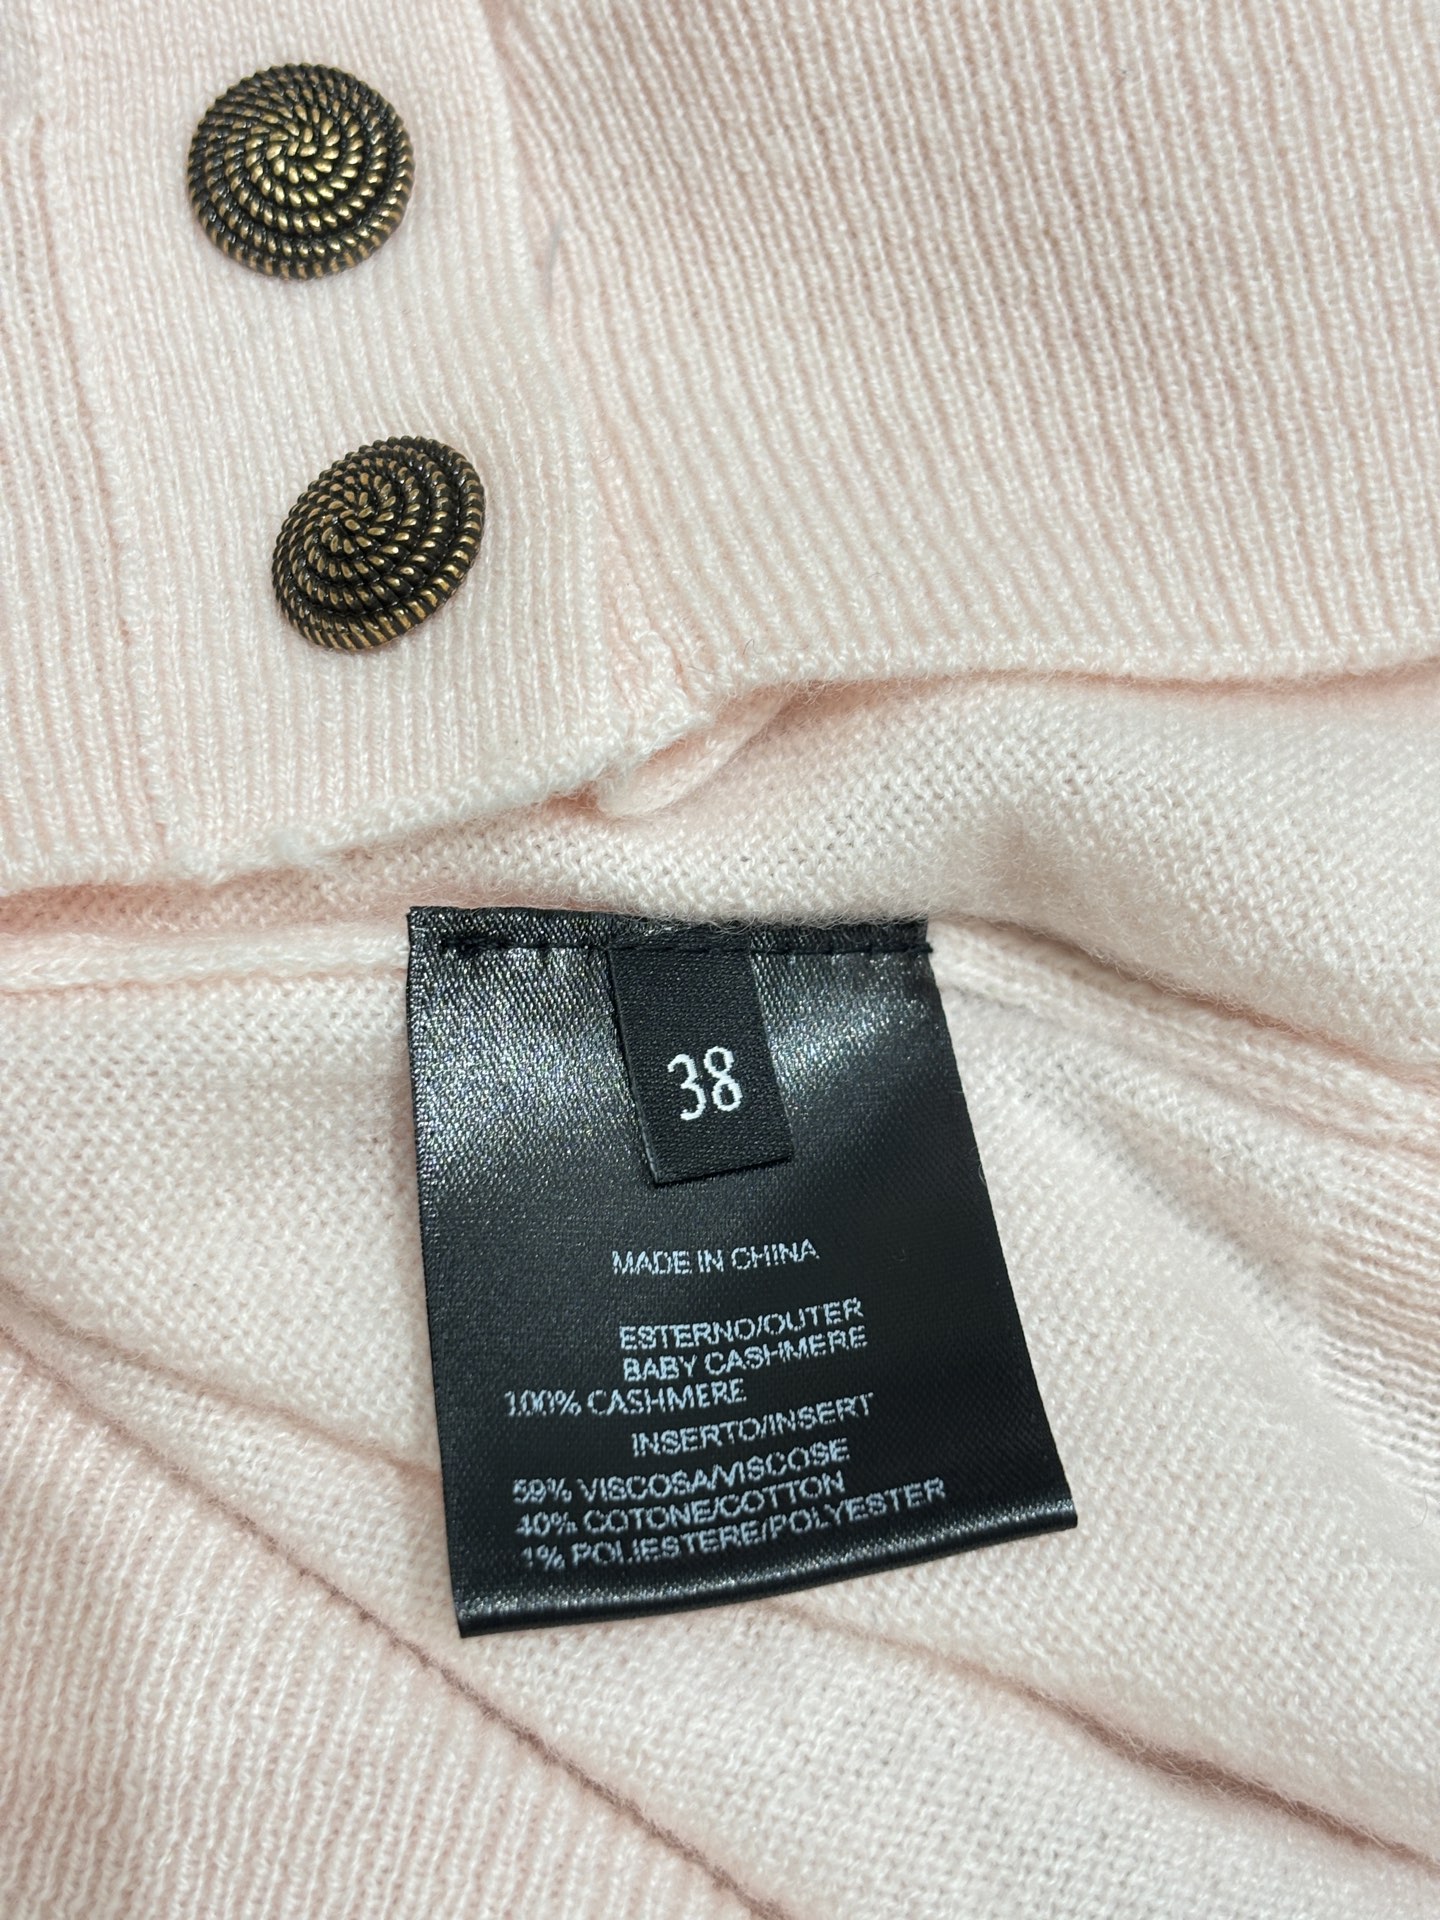 38
MADE IN CHINA
ESTERNO/OUTER
BABY CASHMERE
100% CASHMERE
INSERTO/INSERT
59% VISCOSA/VISCOSE
40% COTONE/COTTON
1% POLIESTERE/POLYESTER